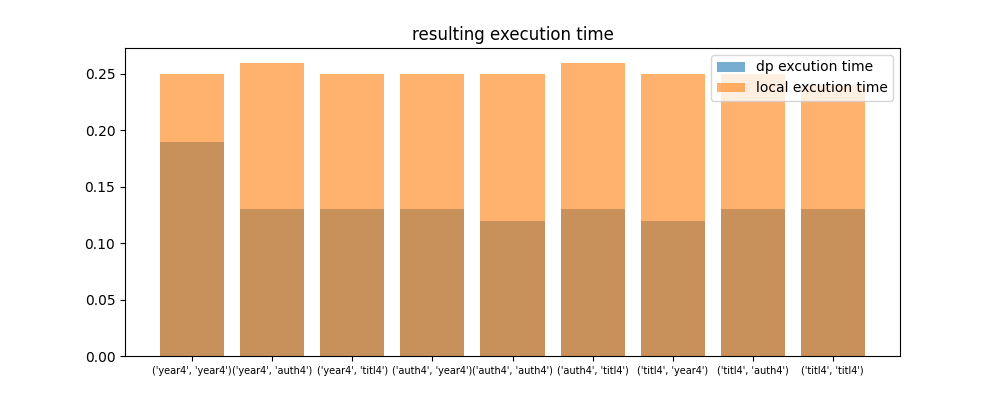 resulting execution time
dp excution time
local excution time
0.25
0.20
0.15
0.10
0.05
0.00
('year4', 'year4') ('year4', 'auth4') ('year4', 'titl4') ('auth4', 'year4') ('auth4', 'auth4') ('auth4', 'titl4') ('titl4', 'year4') ('titl4', 'auth4') ('titl4', 'titl4')